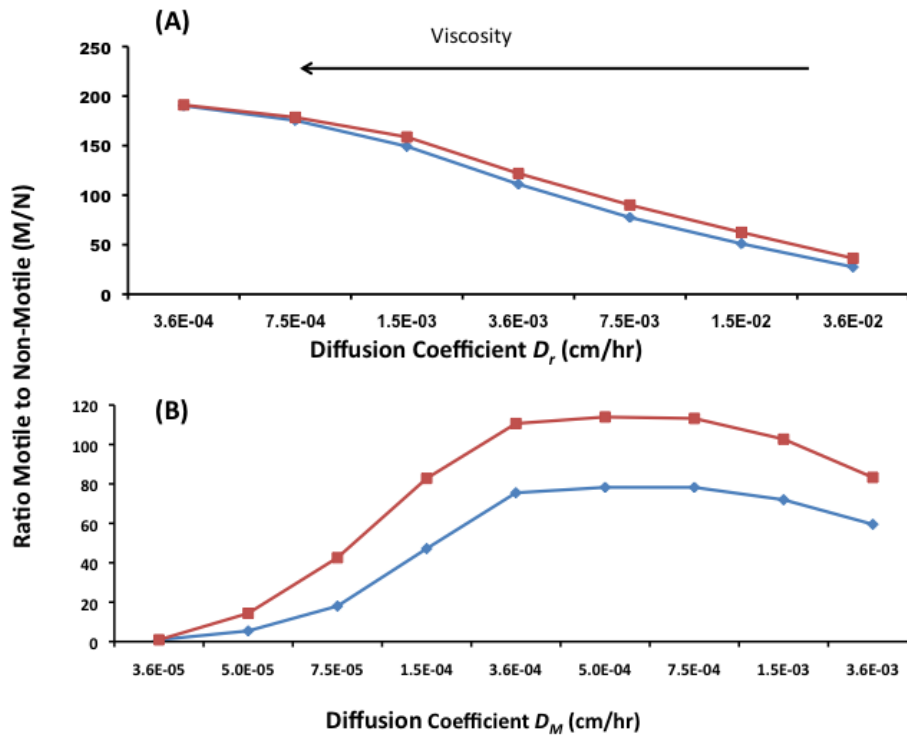 (A)
Viscosity
250
200
150
100
50
0
3.6E-04 7.5E-04 1.5E-03 3.6E-03 7.5E-03 1.5E-02 3.6E-02
Diffusion Coefficient Dr (cm/hr)
Ratio Motile to Non-Motile (M/N)
(B)
120
100
80
60
40
20
0
3.6E-05 5.0E-05 7.5E-05 1.5E-04 3.6E-04 5.0E-04 7.5E-04 1.5E-03 3.6E-03
Diffusion Coefficient DM (cm/hr)